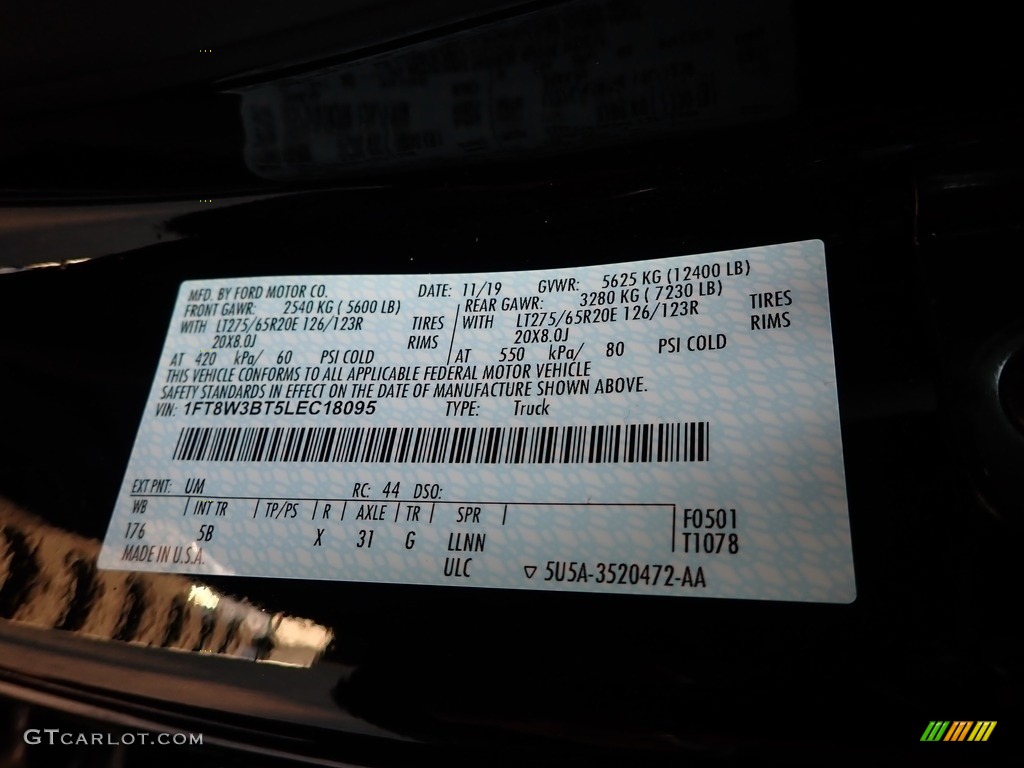 MFD. BY FORD MOTOR CO. DATE: 11/19 GVWR: 5625 KG (12400 LB)
FRONT GAWR: 2540 KG ( 5600 LB) REAR GAWR: 3280 KG ( 7230 LB)
WITH LT275/65R20E 126/123R TIRES WITH LT275/65R20E 126/123R TIRES
20X8.0J RIMS 20X8.0J RIMS
AT 420 kPa/ 60 PSI COLD AT 550 kPa/ 80 PSI COLD
THIS VEHICLE CONFORMS TO ALL APPLICABLE FEDERAL MOTOR VEHICLE
SAFETY STANDARDS IN EFFECT ON THE DATE OF MANUFACTURE SHOWN ABOVE.
VIN: 1FT8W3BT5LEC18095 TYPE: Truck
EXT PNT: UM RC: 44 DSO:
WB INT TR TP/PS R AXLE TR SPR F0501
176 5B X 31 G LLNN T1078
MADE IN U.S.A. ULC ▽ 5U5A-3520472-AA
GTCARLOT.COM